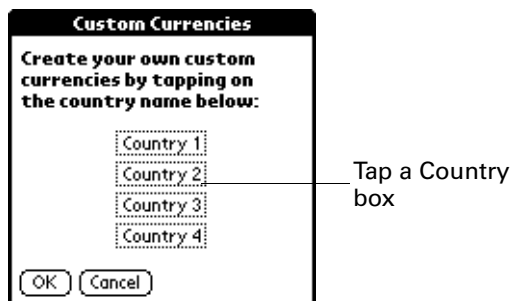 Custom Currencies
Create your own custom
currencies by tapping on
the country name below:
Country 1
Country 2
Country 3
Country 4
Tap a Country
box
OK Cancel